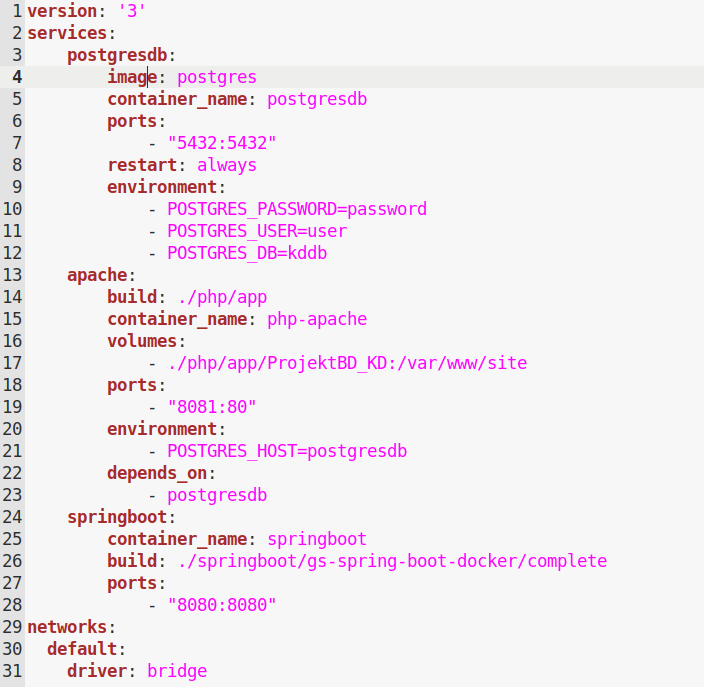 1 version: '3'
2 services:
3     postgresdb:
4         image: postgres
5         container_name: postgresdb
6         ports:
7             - "5432:5432"
8         restart: always
9         environment:
10             - POSTGRES_PASSWORD=password
11             - POSTGRES_USER=user
12             - POSTGRES_DB=kddb
13     apache:
14         build: ./php/app
15         container_name: php-apache
16         volumes:
17             - ./php/app/ProjektBD_KD:/var/www/site
18         ports:
19             - "8081:80"
20         environment:
21             - POSTGRES_HOST=postgresdb
22         depends_on:
23             - postgresdb
24     springboot:
25         container_name: springboot
26         build: ./springboot/gs-spring-boot-docker/complete
27         ports:
28             - "8080:8080"
29 networks:
30   default:
31     driver: bridge